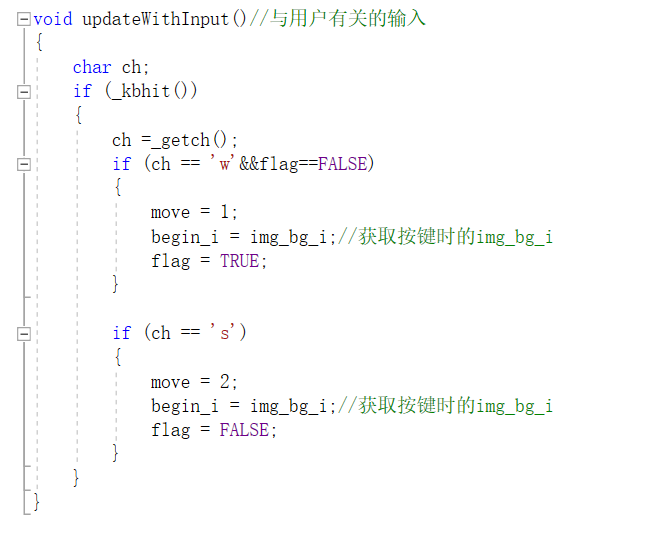 void updateWithInput()//与用户有关的输入
{
char ch;
if (_kbhit())
{
ch =_getch();
if (ch == 'w'&&flag==FALSE)
{
move = 1;
begin_i = img_bg_i;//获取按键时的img_bg_i
flag = TRUE;
}
if (ch == 's')
{
move = 2;
begin_i = img_bg_i;//获取按键时的img_bg_i
flag = FALSE;
}
}
}